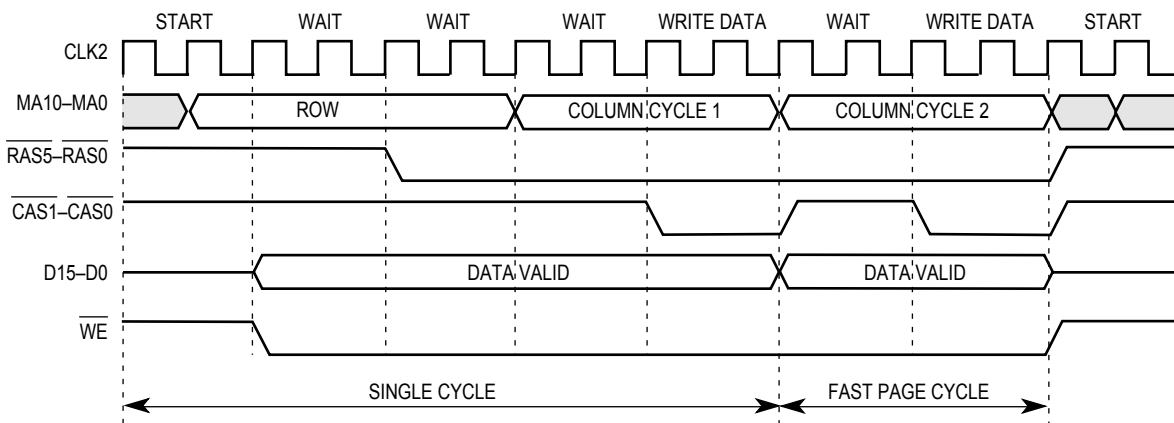 START WAIT WAIT WAIT WRITE DATA WAIT WRITE DATA START
CLK2
MA10–MA0 ROW COLUMN CYCLE 1 COLUMN CYCLE 2
RAS5–RAS0
CAS1–CAS0
D15–D0 DATA VALID DATA VALID
WE
SINGLE CYCLE FAST PAGE CYCLE